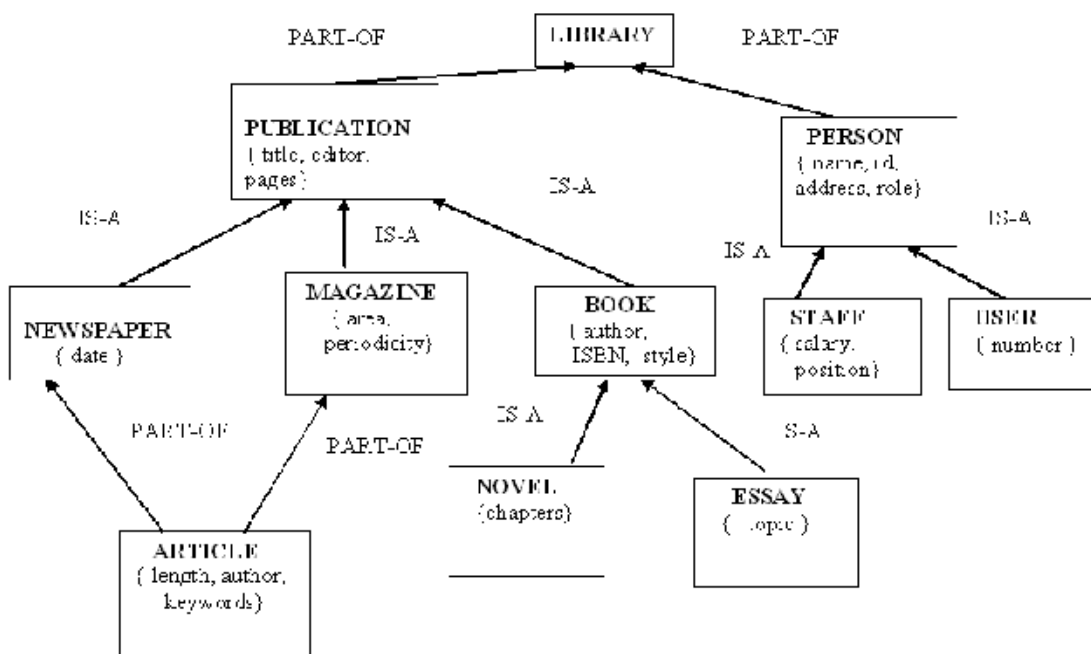 PART-OF
LIBRARY
PART-OF
PUBLICATION
{ title, editor,
pages}
PERSON
{ name, id,
address, role}
IS-A
IS-A
IS-A
IS-A
IS-A
NEWSPAPER
{ date }
MAGAZINE
{ area,
periodicity}
BOOK
{ author,
ISBN, style}
STAFF
{ salary,
position}
USER
{ number }
PART-OF
PART-OF
IS-A
IS-A
NOVEL
{chapters}
ESSAY
{ topic }
ARTICLE
{ length, author,
keywords}